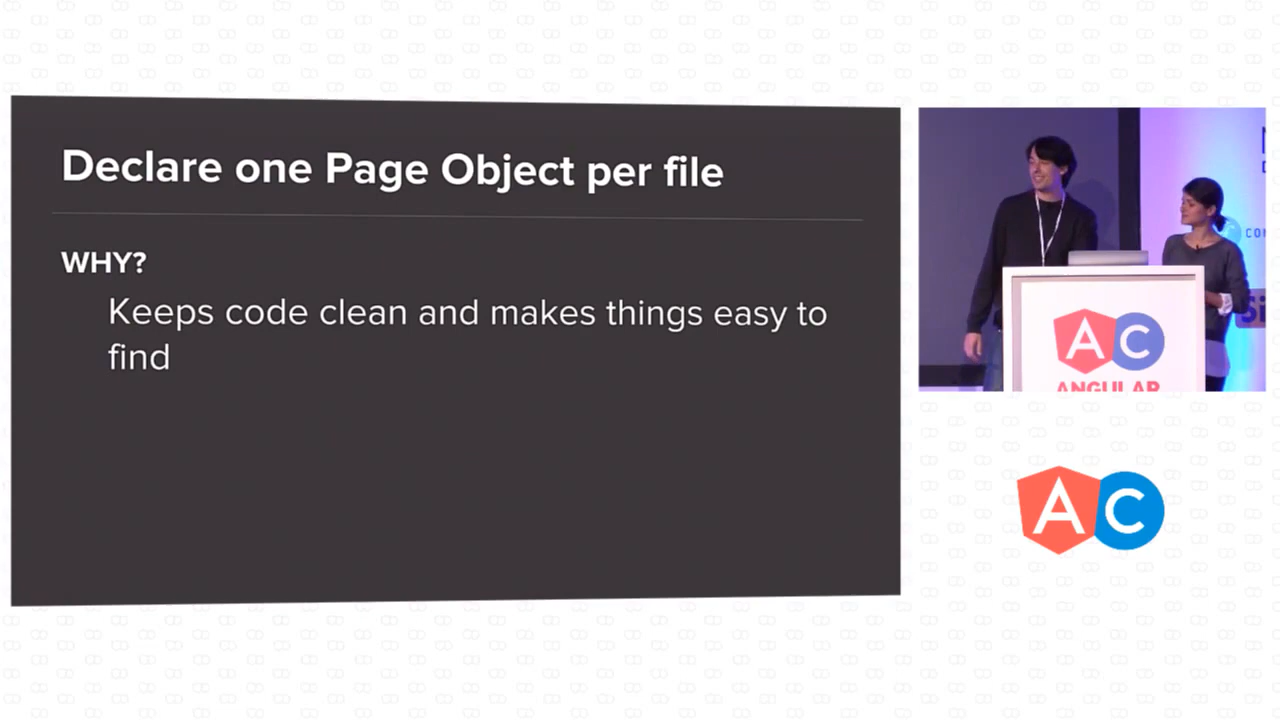 Declare one Page Object per file
WHY?
Keeps code clean and makes things easy to
find
AC
ANGULAR
AC